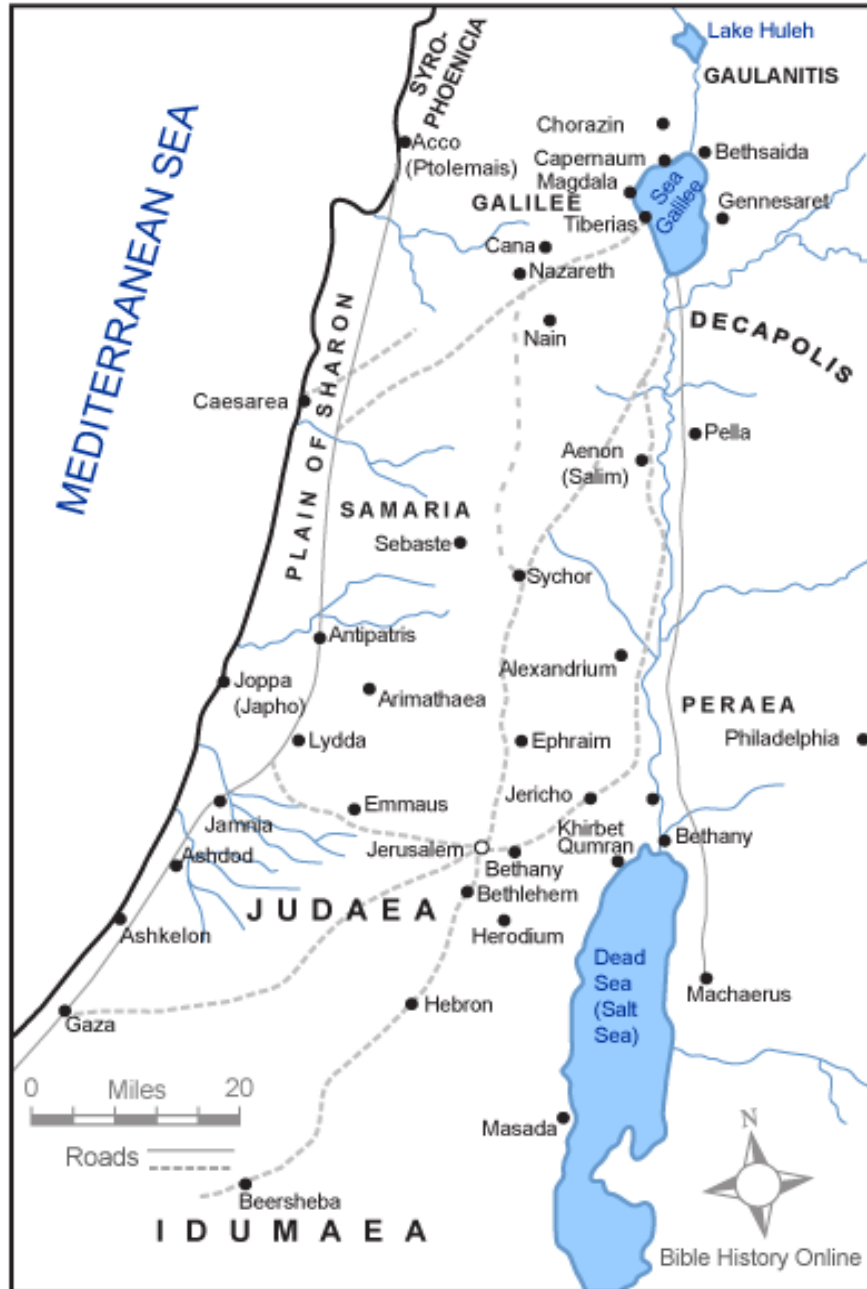 Lake Huleh
SYRO-
PHOENICIA
GAULANITIS
MEDITERRANEAN SEA
Chorazin
Acco
(Ptolemais)
Capernaum
Bethsaida
Magdala
Sea
Galilee
GALILEE
Tiberias
Gennesaret
Cana
Nazareth
Nain
DECAPOLIS
PLAIN OF SHARON
Caesarea
Pella
Aenon
(Salim)
SAMARIA
Sebaste
Sychor
Antipatris
Alexandrium
Joppa
(Japho)
Arimathaea
PERAEA
Lydda
Ephraim
Philadelphia
Jamnia
Emmaus
Jericho
Khirbet
Qumran
Bethany
Jerusalem
Ashdod
Bethany
Bethlehem
JUDAEA
Ashkelon
Herodium
Dead
Sea
(Salt
Sea)
Machaerus
Gaza
Hebron
0 Miles 20
Roads
Masada
N
Beersheba
IDUMAEA
Bible History Online